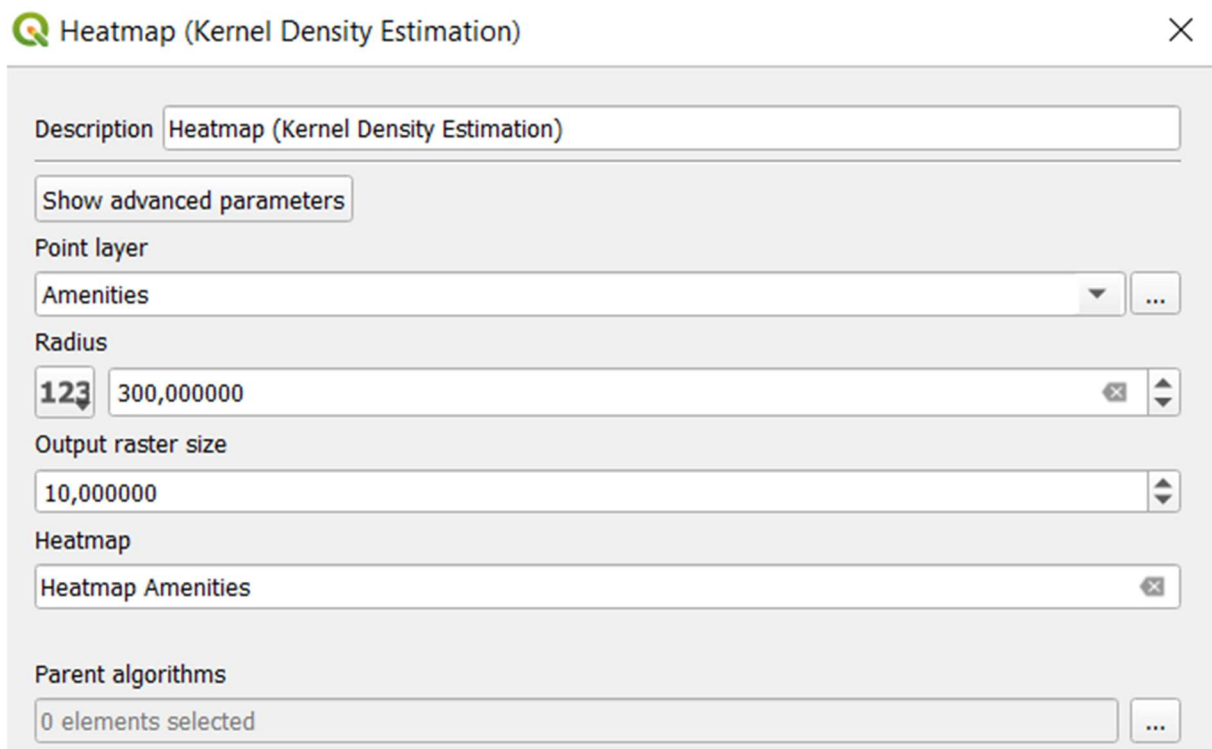 Heatmap (Kernel Density Estimation)
Description Heatmap (Kernel Density Estimation)
Show advanced parameters
Point layer
Amenities ...
Radius
123 300,000000
Output raster size
10,000000
Heatmap
Heatmap Amenities
Parent algorithms
0 elements selected ...